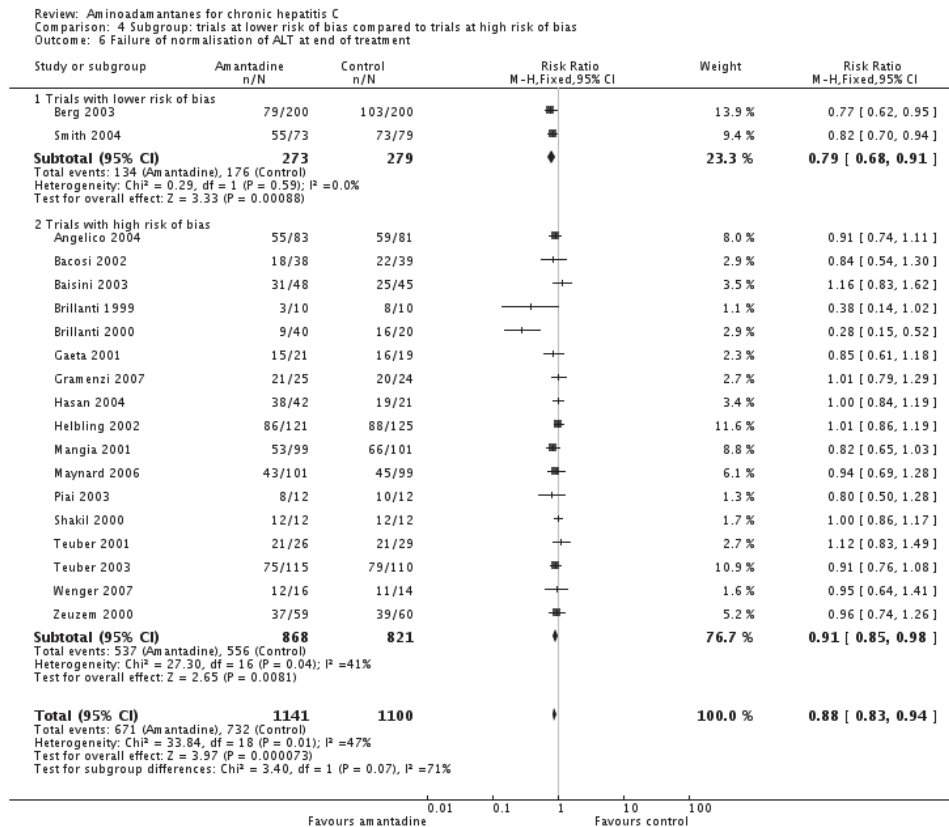 Review: Aminoadamantanes for chronic hepatitis C
Comparison: 4 Subgroup: trials at lower risk of bias compared to trials at high risk of bias
Outcome: 6 Failure of normalisation of ALT at end of treatment
Study or subgroup Amantadine Control Risk Ratio Weight Risk Ratio
n/N n/N M-H,Fixed,95% CI M-H,Fixed,95% CI
1 Trials with lower risk of bias
Berg 2003 79/200 103/200 13.9 % 0.77 [ 0.62, 0.95 ]
Smith 2004 55/73 73/79 9.4 % 0.82 [ 0.70, 0.94 ]
Subtotal (95% CI) 273 279 23.3 % 0.79 [ 0.68, 0.91 ]
Total events: 134 (Amantadine), 176 (Control)
Heterogeneity: Chi² = 0.29, df = 1 (P = 0.59); I² =0.0%
Test for overall effect: Z = 3.33 (P = 0.00088)
2 Trials with high risk of bias
Angelico 2004 55/83 59/81 8.0 % 0.91 [ 0.74, 1.11 ]
Bacosi 2002 18/38 22/39 2.9 % 0.84 [ 0.54, 1.30 ]
Baisini 2003 31/48 25/45 3.5 % 1.16 [ 0.83, 1.62 ]
Brillanti 1999 3/10 8/10 1.1 % 0.38 [ 0.14, 1.02 ]
Brillanti 2000 9/40 16/20 2.9 % 0.28 [ 0.15, 0.52 ]
Gaeta 2001 15/21 16/19 2.3 % 0.85 [ 0.61, 1.18 ]
Gramenzi 2007 21/25 20/24 2.7 % 1.01 [ 0.79, 1.29 ]
Hasan 2004 38/42 19/21 3.4 % 1.00 [ 0.84, 1.19 ]
Helbling 2002 86/121 88/125 11.6 % 1.01 [ 0.86, 1.19 ]
Mangia 2001 53/99 66/101 8.8 % 0.82 [ 0.65, 1.03 ]
Maynard 2006 43/101 45/99 6.1 % 0.94 [ 0.69, 1.28 ]
Piai 2003 8/12 10/12 1.3 % 0.80 [ 0.50, 1.28 ]
Shakil 2000 12/12 12/12 1.7 % 1.00 [ 0.86, 1.17 ]
Teuber 2001 21/26 21/29 2.7 % 1.12 [ 0.83, 1.49 ]
Teuber 2003 75/115 79/110 10.9 % 0.91 [ 0.76, 1.08 ]
Wenger 2007 12/16 11/14 1.6 % 0.95 [ 0.64, 1.41 ]
Zeuzem 2000 37/59 39/60 5.2 % 0.96 [ 0.74, 1.26 ]
Subtotal (95% CI) 868 821 76.7 % 0.91 [ 0.85, 0.98 ]
Total events: 537 (Amantadine), 556 (Control)
Heterogeneity: Chi² = 27.30, df = 16 (P = 0.04); I² =41%
Test for overall effect: Z = 2.65 (P = 0.0081)
Total (95% CI) 1141 1100 100.0 % 0.88 [ 0.83, 0.94 ]
Total events: 671 (Amantadine), 732 (Control)
Heterogeneity: Chi² = 33.84, df = 18 (P = 0.01); I² =47%
Test for overall effect: Z = 3.97 (P = 0.000073)
Test for subgroup differences: Chi² = 3.40, df = 1 (P = 0.07), I² =71%
0.01 0.1 1 10 100
Favours amantadine Favours control